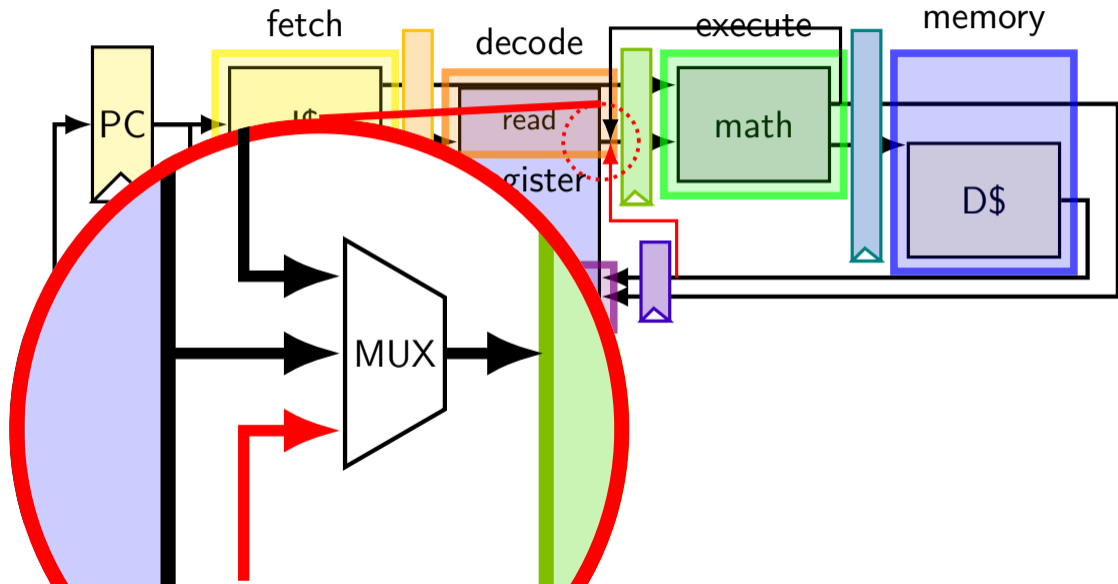 fetch
decode
execute
memory
PC
I$
read
gister
math
D$
MUX